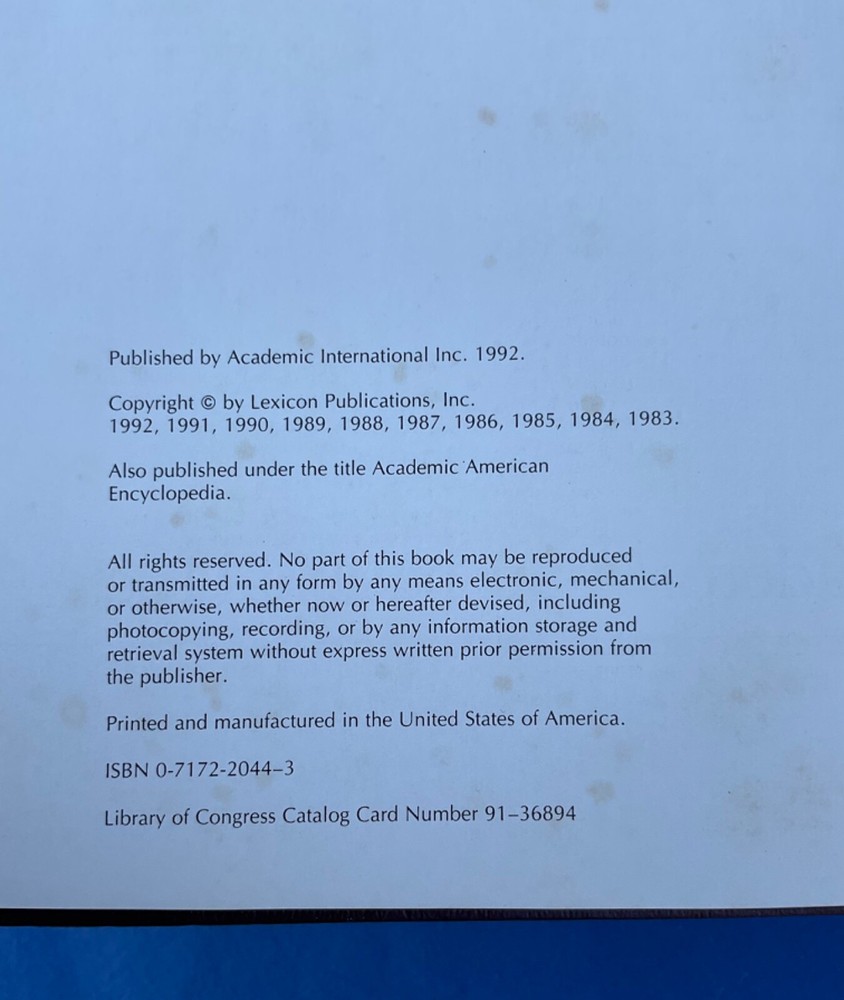 Published by Academic International Inc. 1992.
Copyright © by Lexicon Publications, Inc.
1992, 1991, 1990, 1989, 1988, 1987, 1986, 1985, 1984, 1983.
Also published under the title Academic American
Encyclopedia.
All rights reserved. No part of this book may be reproduced
or transmitted in any form by any means electronic, mechanical,
or otherwise, whether now or hereafter devised, including
photocopying, recording, or by any information storage and
retrieval system without express written prior permission from
the publisher.
Printed and manufactured in the United States of America.
ISBN 0-7172-2044–3
Library of Congress Catalog Card Number 91–36894